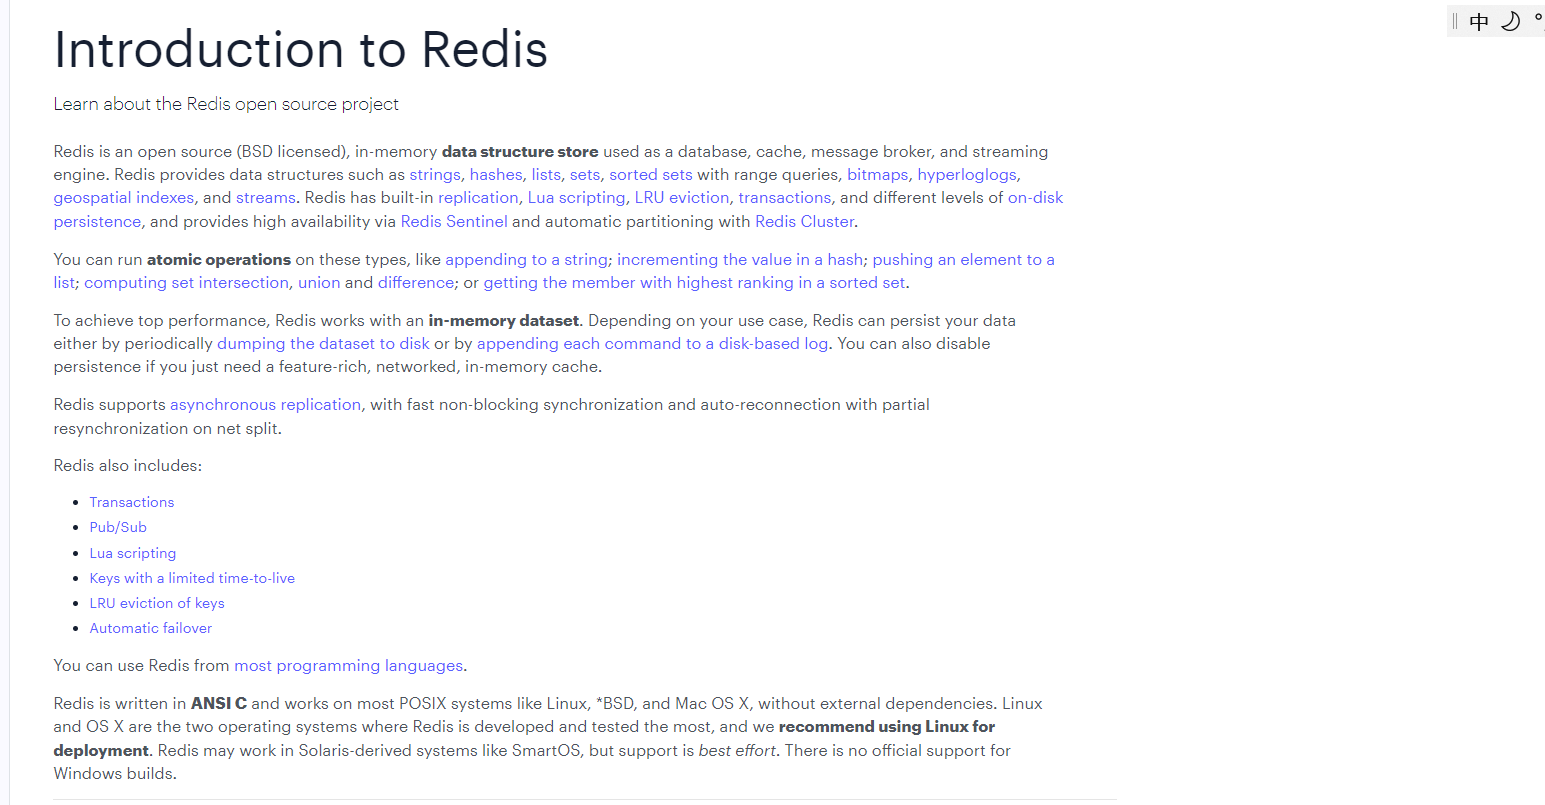 中
Introduction to Redis
Learn about the Redis open source project
Redis is an open source (BSD licensed), in-memory data structure store used as a database, cache, message broker, and streaming
engine. Redis provides data structures such as strings, hashes, lists, sets, sorted sets with range queries, bitmaps, hyperloglogs,
geospatial indexes, and streams. Redis has built-in replication, Lua scripting, LRU eviction, transactions, and different levels of on-disk
persistence, and provides high availability via Redis Sentinel and automatic partitioning with Redis Cluster.
You can run atomic operations on these types, like appending to a string; incrementing the value in a hash; pushing an element to a
list; computing set intersection, union and difference; or getting the member with highest ranking in a sorted set.
To achieve top performance, Redis works with an in-memory dataset. Depending on your use case, Redis can persist your data
either by periodically dumping the dataset to disk or by appending each command to a disk-based log. You can also disable
persistence if you just need a feature-rich, networked, in-memory cache.
Redis supports asynchronous replication, with fast non-blocking synchronization and auto-reconnection with partial
resynchronization on net split.
Redis also includes:
• Transactions
• Pub/Sub
• Lua scripting
• Keys with a limited time-to-live
• LRU eviction of keys
• Automatic failover
You can use Redis from most programming languages.
Redis is written in ANSI C and works on most POSIX systems like Linux, *BSD, and Mac OS X, without external dependencies. Linux
and OS X are the two operating systems where Redis is developed and tested the most, and we recommend using Linux for
deployment. Redis may work in Solaris-derived systems like SmartOS, but support is best effort. There is no official support for
Windows builds.